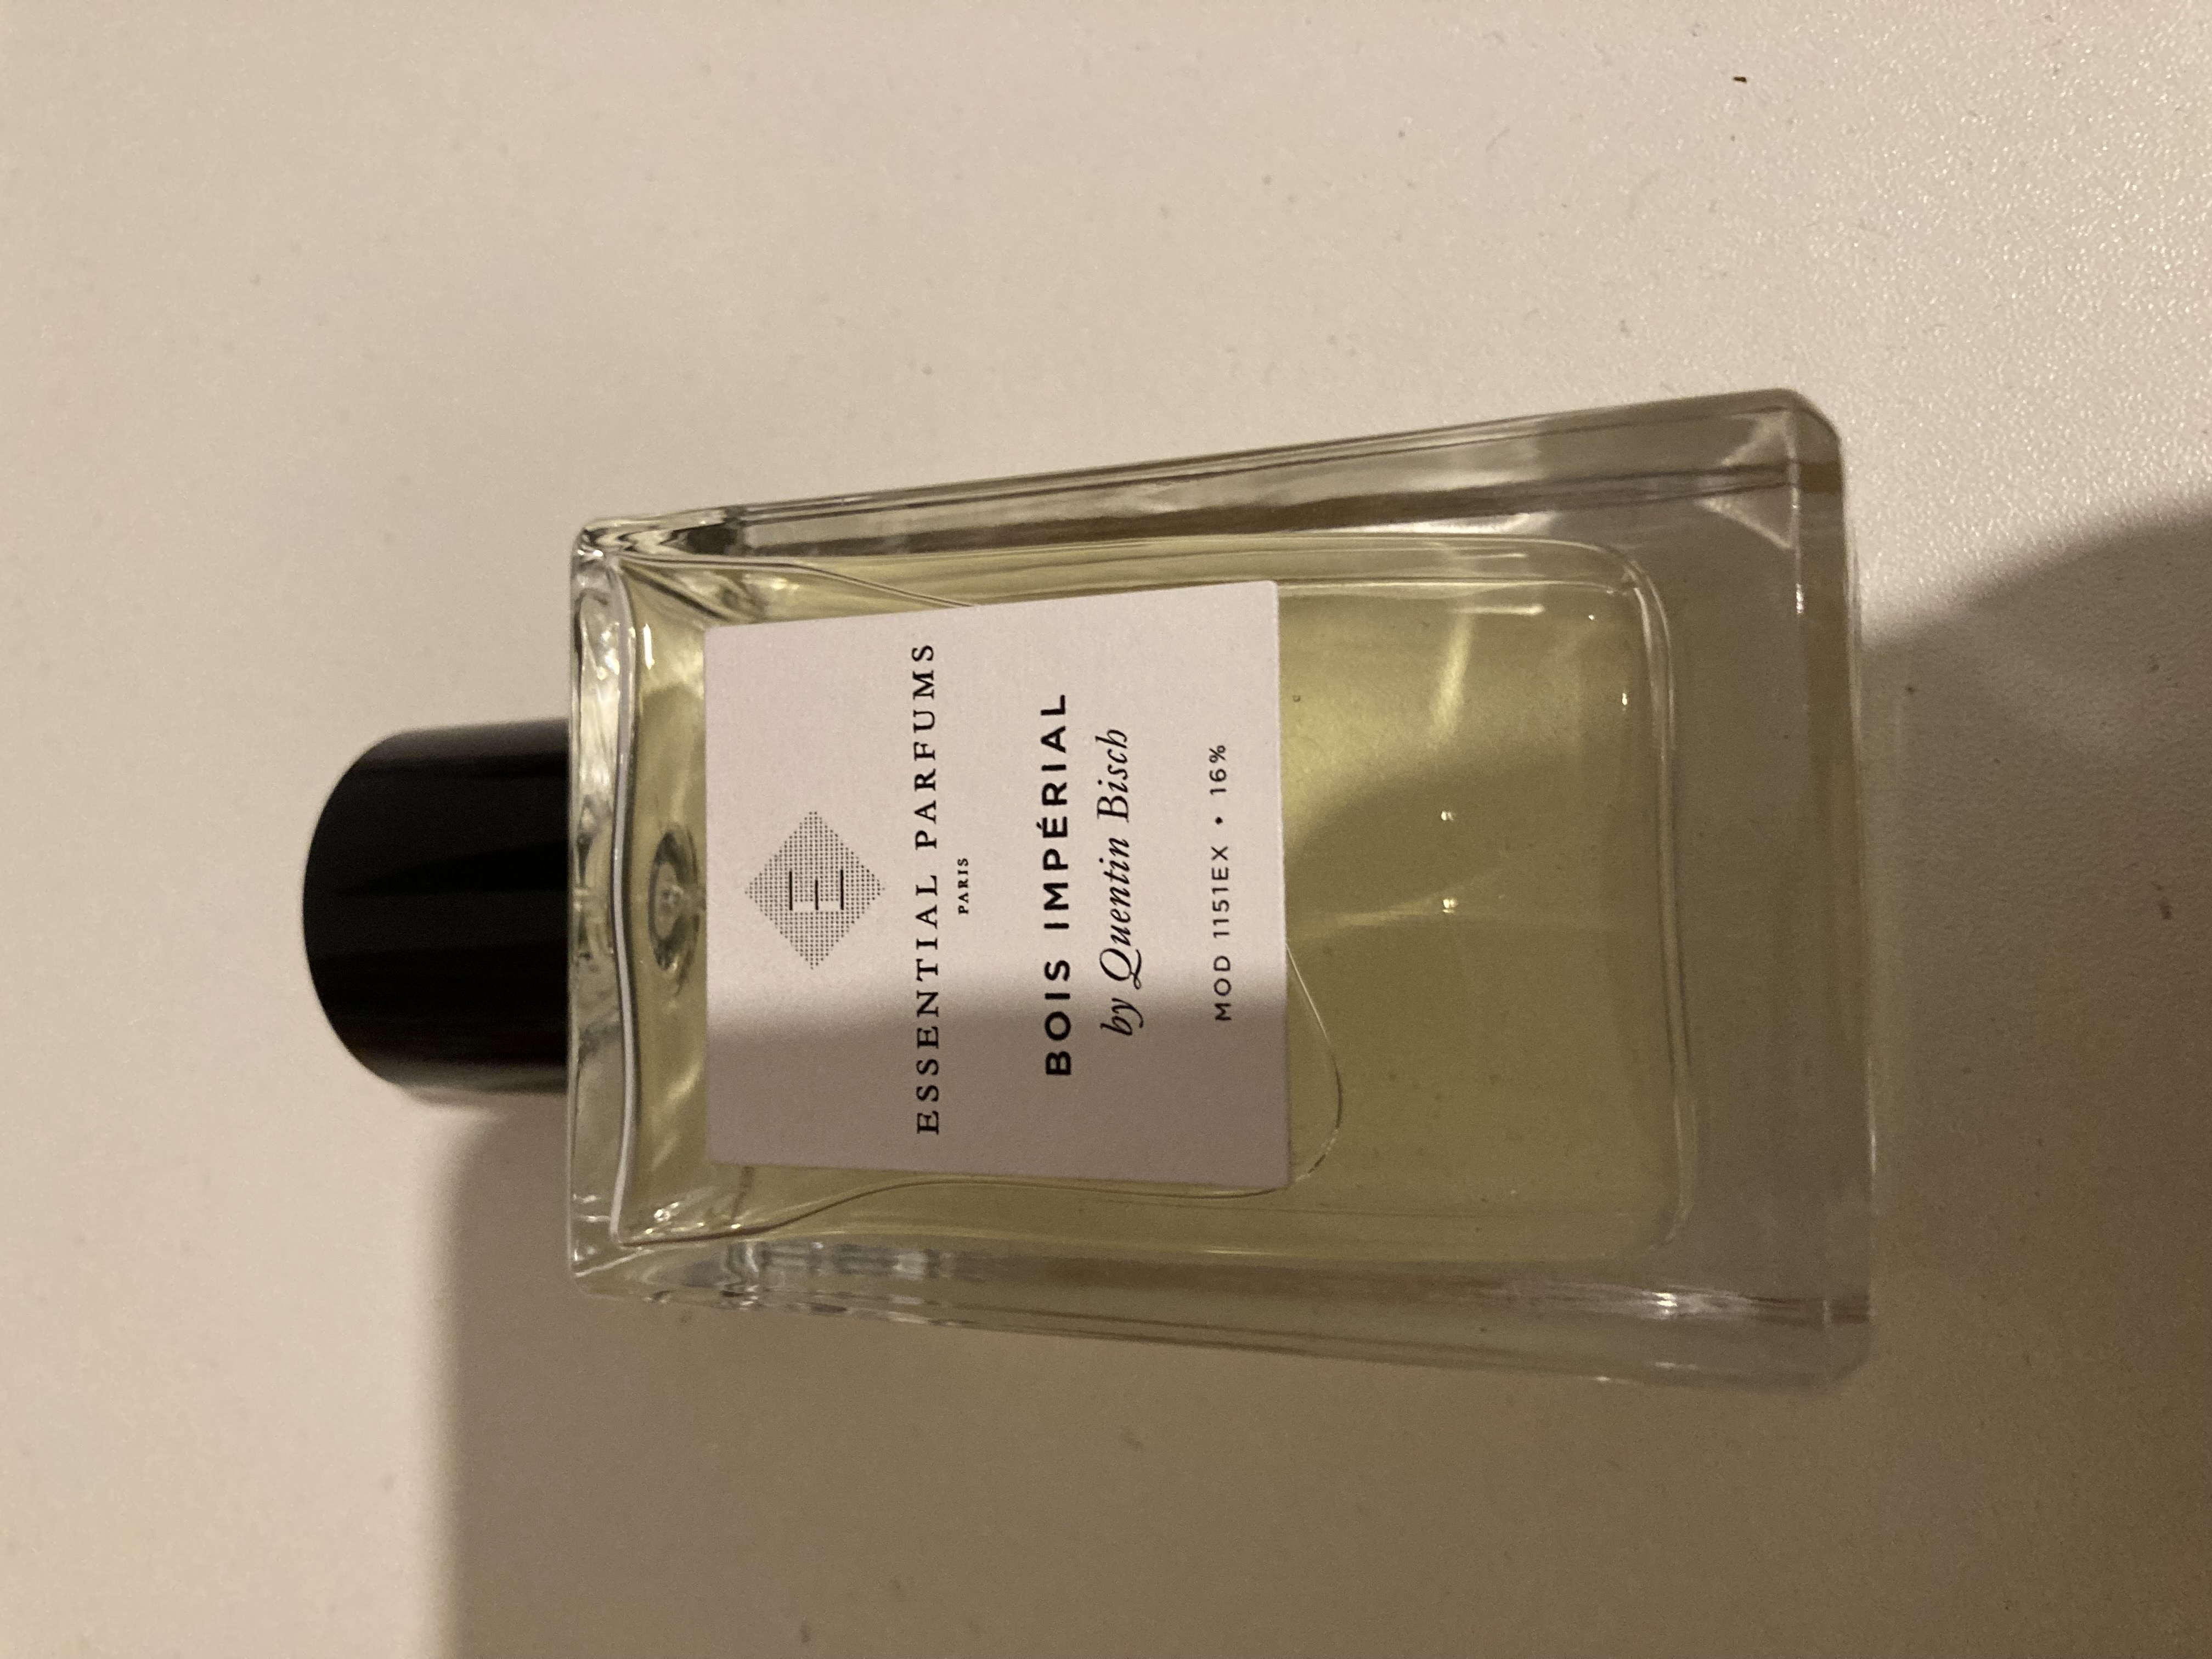 E
ESSENTIAL PARFUMS
PARIS
BOIS IMPÉRIAL
by Quentin Bisch
MOD 1151EX • 16%